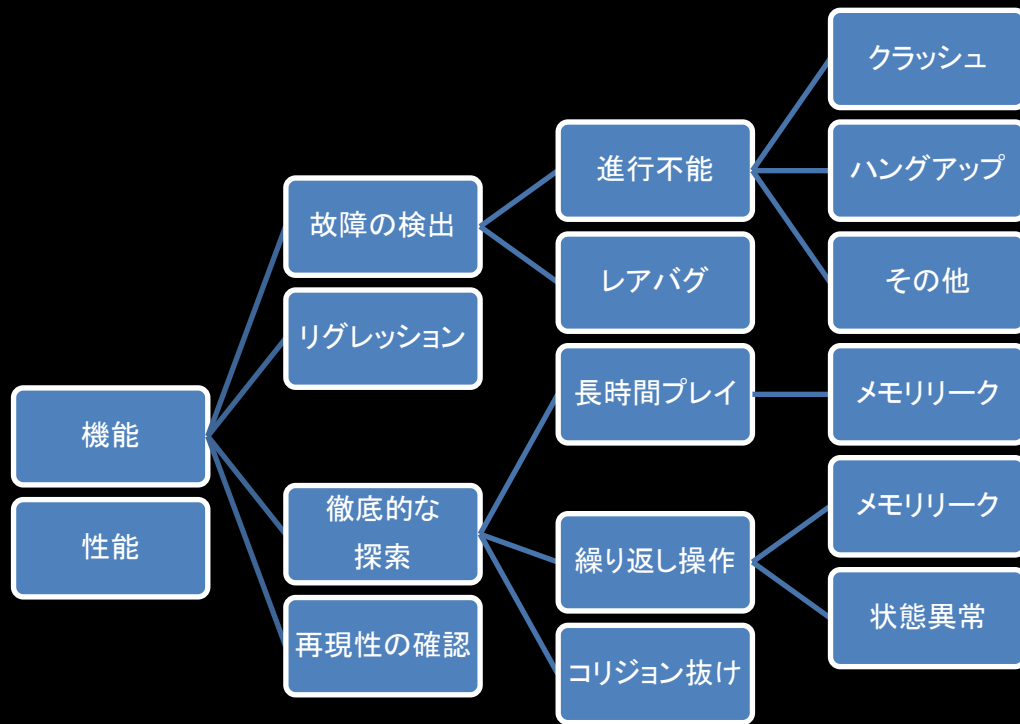 機能
性能
故障の検出
リグレッション
徹底的な
探索
再現性の確認
進行不能
レアバグ
長時間プレイ
繰り返し操作
コリジョン抜け
クラッシュ
ハングアップ
その他
メモリリーク
メモリリーク
状態異常